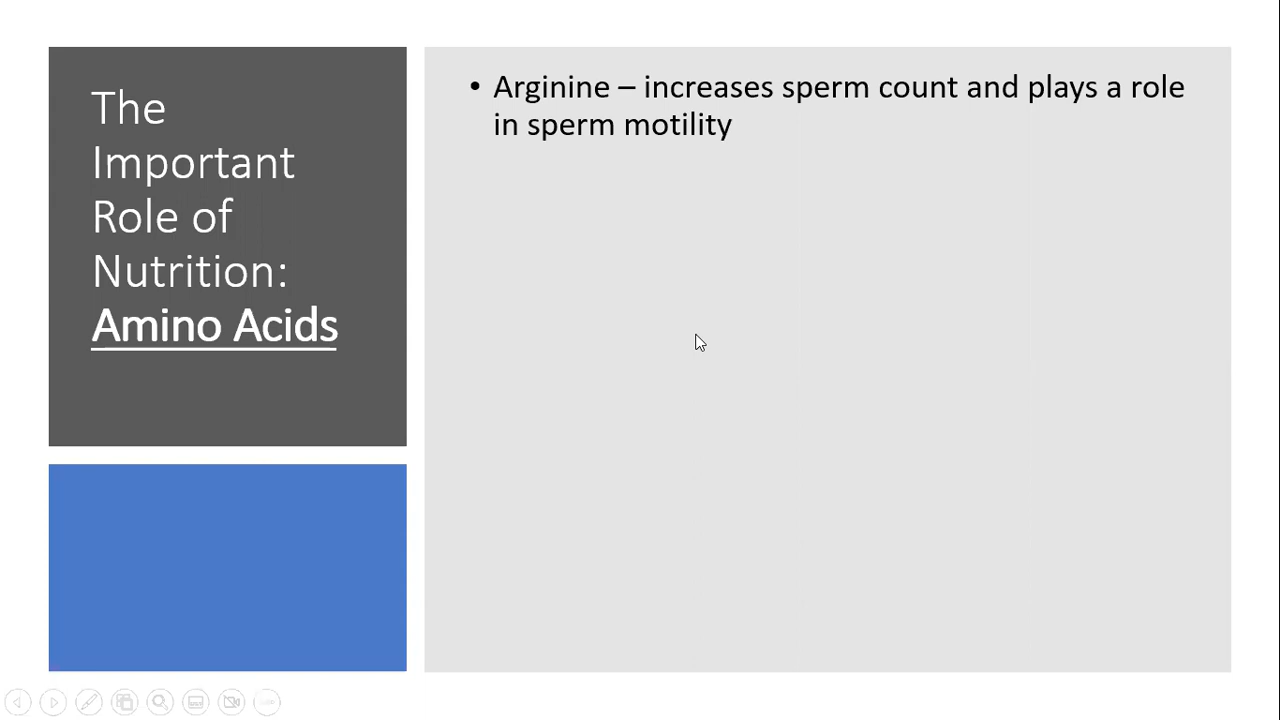 The
Important
Role of
Nutrition:
Amino Acids
• Arginine – increases sperm count and plays a role
in sperm motility